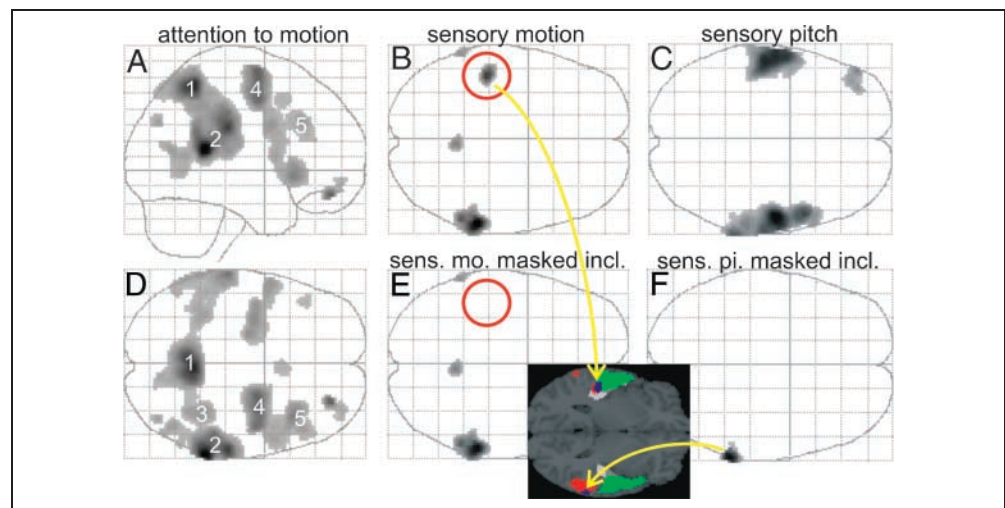 attention to motion
sensory motion
sensory pitch
A
B
C
1
4
5
2
sens. mo. masked incl.
sens. pi. masked incl.
D
E
F
1
3
4
5
2